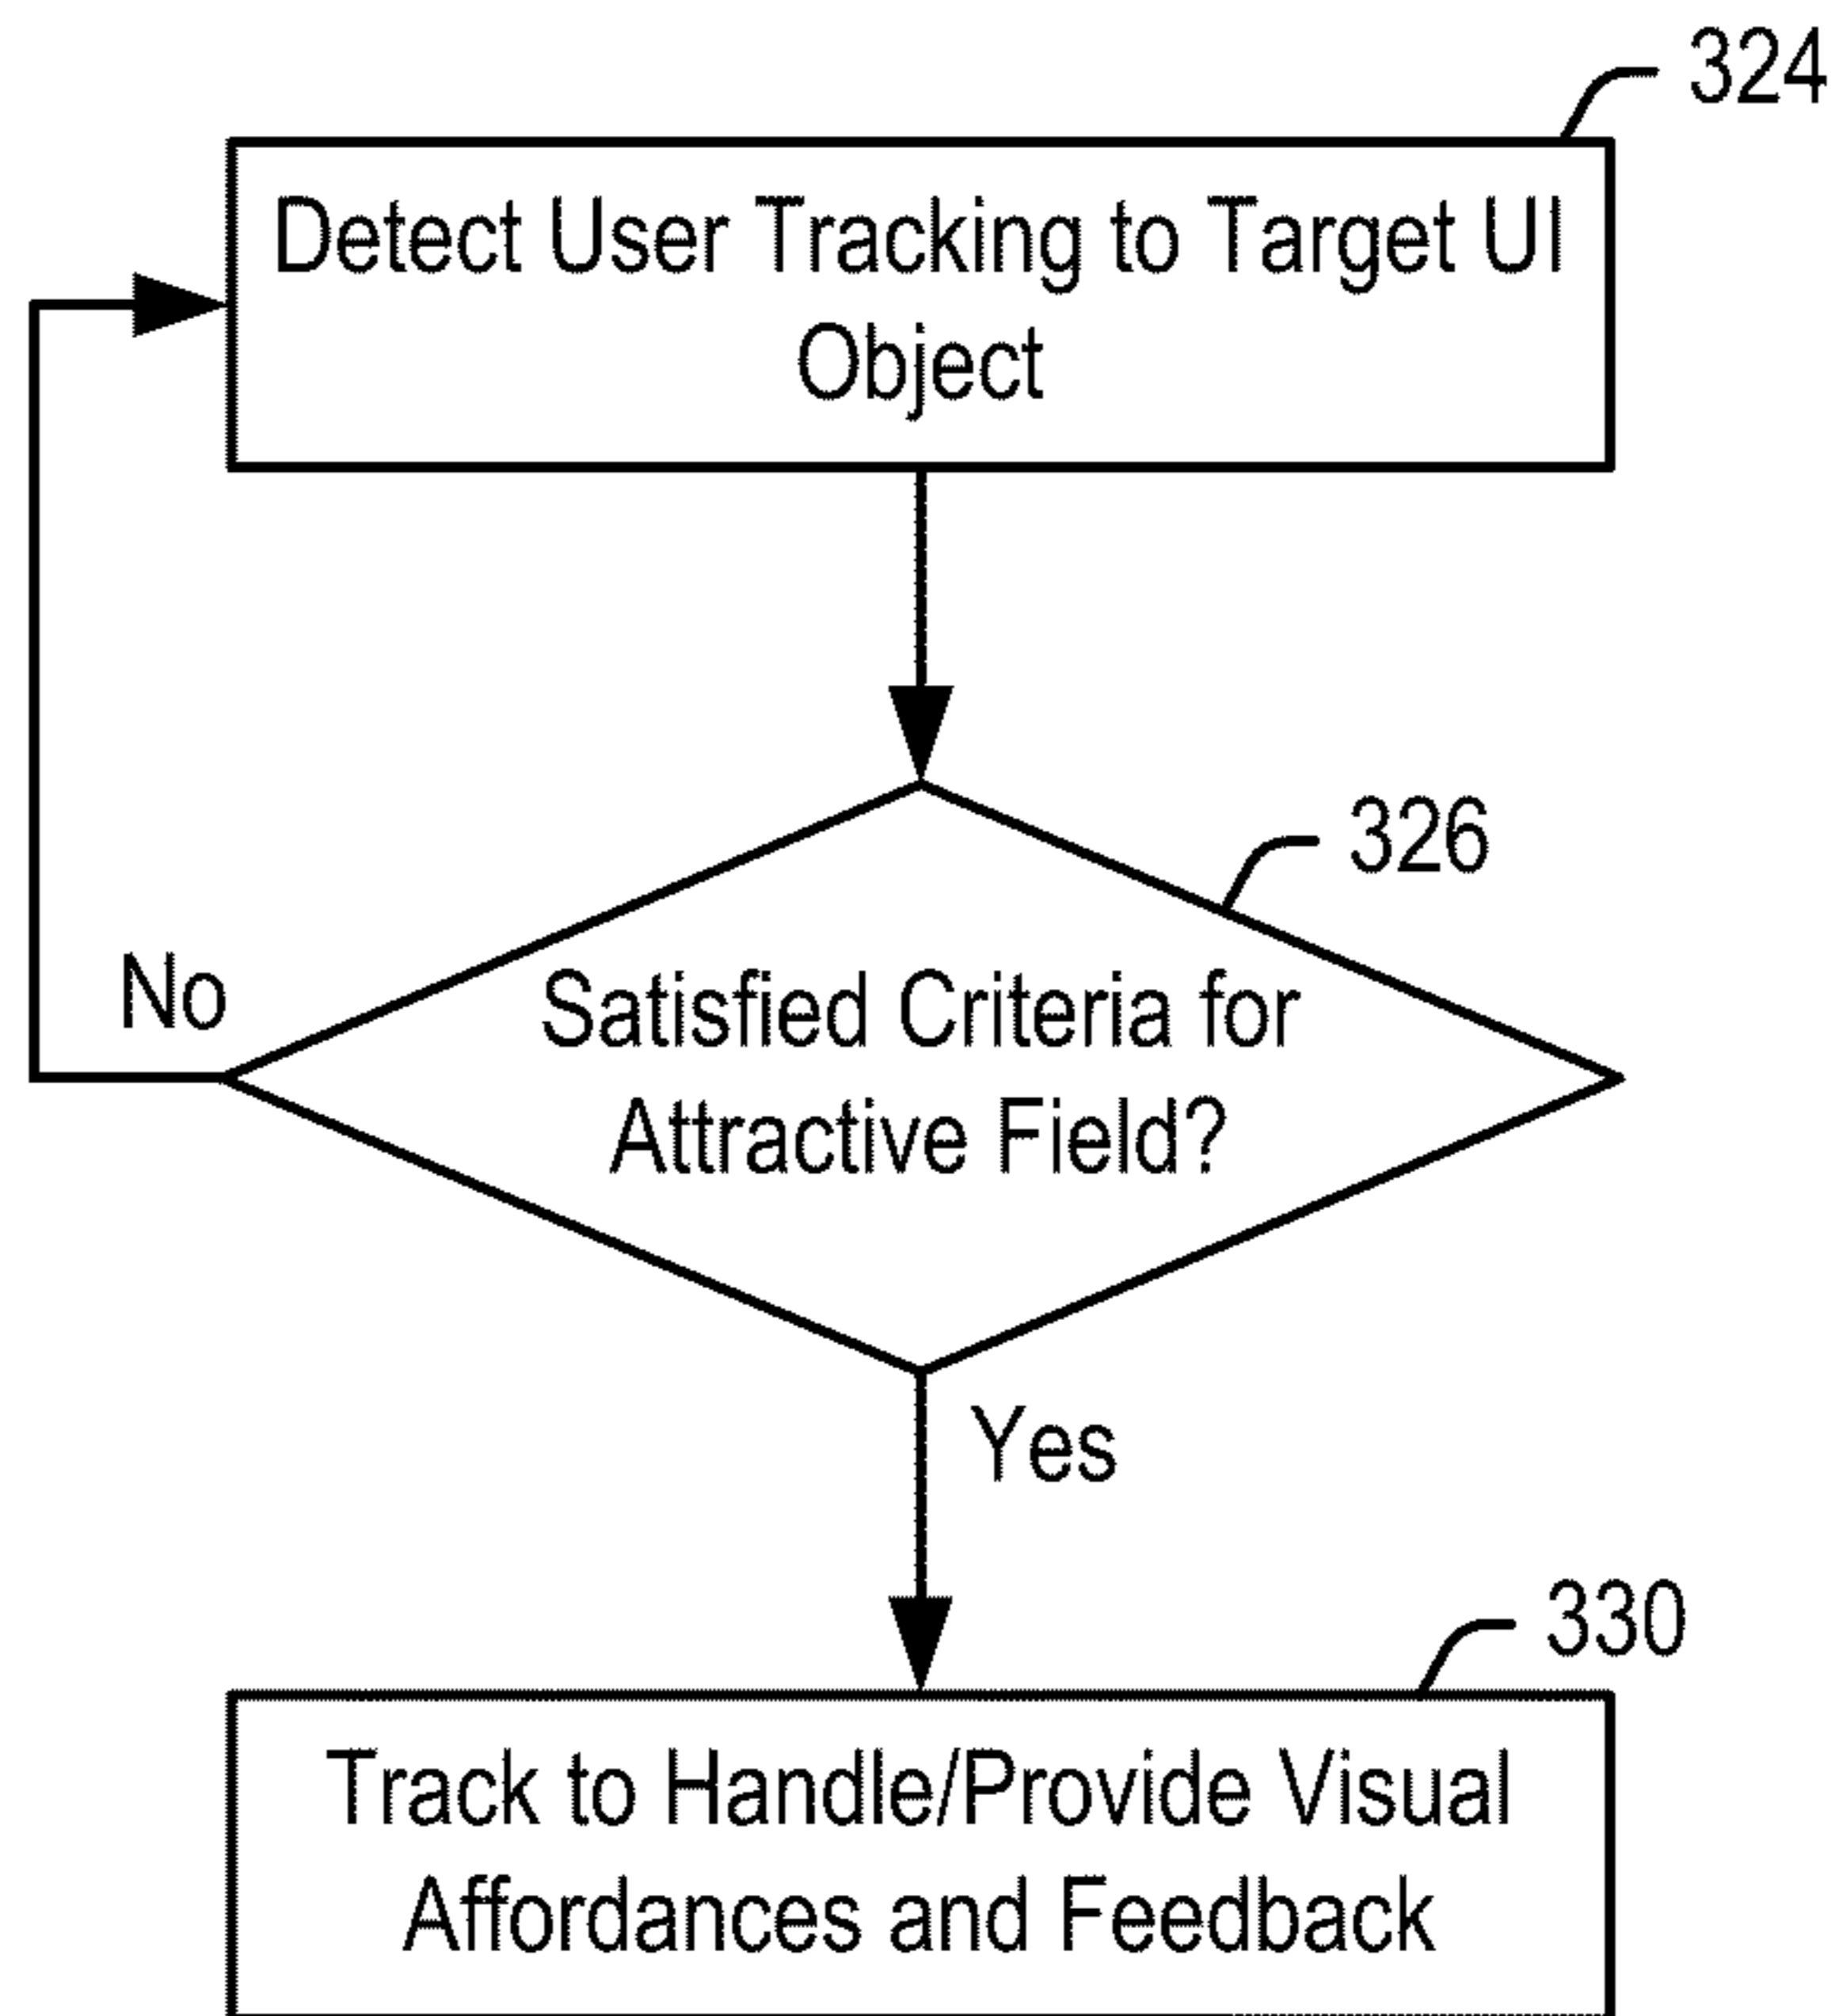 324
Detect User Tracking to Target UI
Object
326
No
Satisfied Criteria for
Attractive Field?
Yes
330
Track to Handle/Provide Visual
Affordances and Feedback